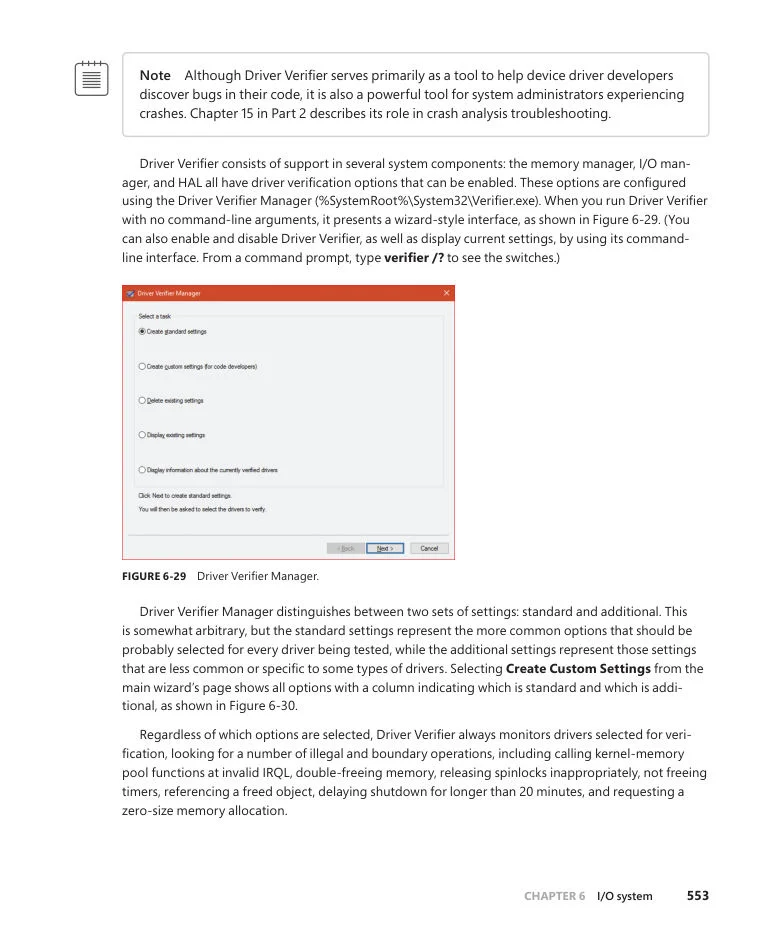 Note Although Driver Verifier serves primarily as a tool to help device driver developers
discover bugs in their code, it is also a powerful tool for system administrators experiencing
crashes. Chapter 15 in Part 2 describes its role in crash analysis troubleshooting.
Driver Verifier consists of support in several system components: the memory manager, I/O man-
ager, and HAL all have driver verification options that can be enabled. These options are configured
using the Driver Verifier Manager (%SystemRoot%\System32\Verifier.exe). When you run Driver Verifier
with no command-line arguments, it presents a wizard-style interface, as shown in Figure 6-29. (You
can also enable and disable Driver Verifier, as well as display current settings, by using its command-
line interface. From a command prompt, type verifier /? to see the switches.)
Driver Verifier Manager
Select a task
Create standard settings
Create custom settings (for code developers)
Delete existing settings
Display existing settings
Display information about the currently verified drivers
Click Next to create standard settings.
You will then be asked to select the drivers to verify.
< Back Next > Cancel
FIGURE 6-29 Driver Verifier Manager.
Driver Verifier Manager distinguishes between two sets of settings: standard and additional. This
is somewhat arbitrary, but the standard settings represent the more common options that should be
probably selected for every driver being tested, while the additional settings represent those settings
that are less common or specific to some types of drivers. Selecting Create Custom Settings from the
main wizard's page shows all options with a column indicating which is standard and which is addi-
tional, as shown in Figure 6-30.
Regardless of which options are selected, Driver Verifier always monitors drivers selected for veri-
fication, looking for a number of illegal and boundary operations, including calling kernel-memory
pool functions at invalid IRQL, double-freeing memory, releasing spinlocks inappropriately, not freeing
timers, referencing a freed object, delaying shutdown for longer than 20 minutes, and requesting a
zero-size memory allocation.
CHAPTER 6 I/O system 553